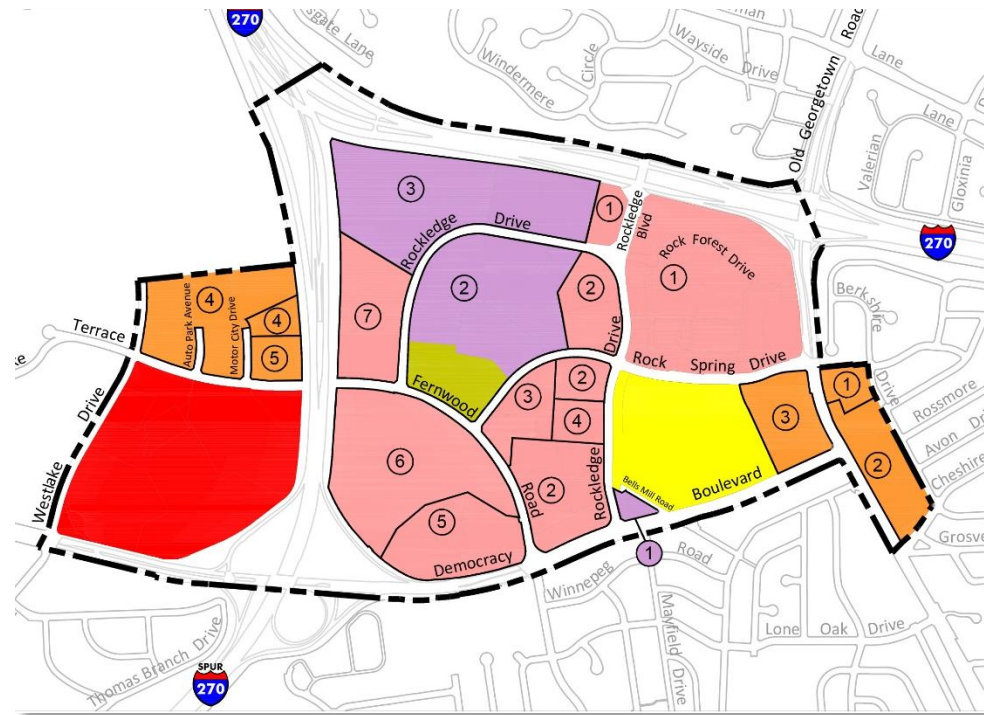 270
sgate Lane
Windermere
Circle
Wayside Drive
Old Georgetown Road
Lane
Lane
Valerian
Gloxinia
270
3
Rockledge Drive
1
Rockledge Blvd
Rock Forest Drive
1
Berkshire Drive
4
Auto Park Avenue
Motor City Drive
4
5
Terrace
7
2
2
Drive
Rock Spring Drive
Fernwood Road
3
2
4
1
3
2
Rossmore
Avon Dri
Cheshire
Grosve
Westlake Drive
6
5
2
Rockledge
Bells Mill Road
Democracy Boulevard
1
Winnepeg Road
Mayfield Drive
Lone Oak Drive
Thomas Branch Drive
SPUR
270